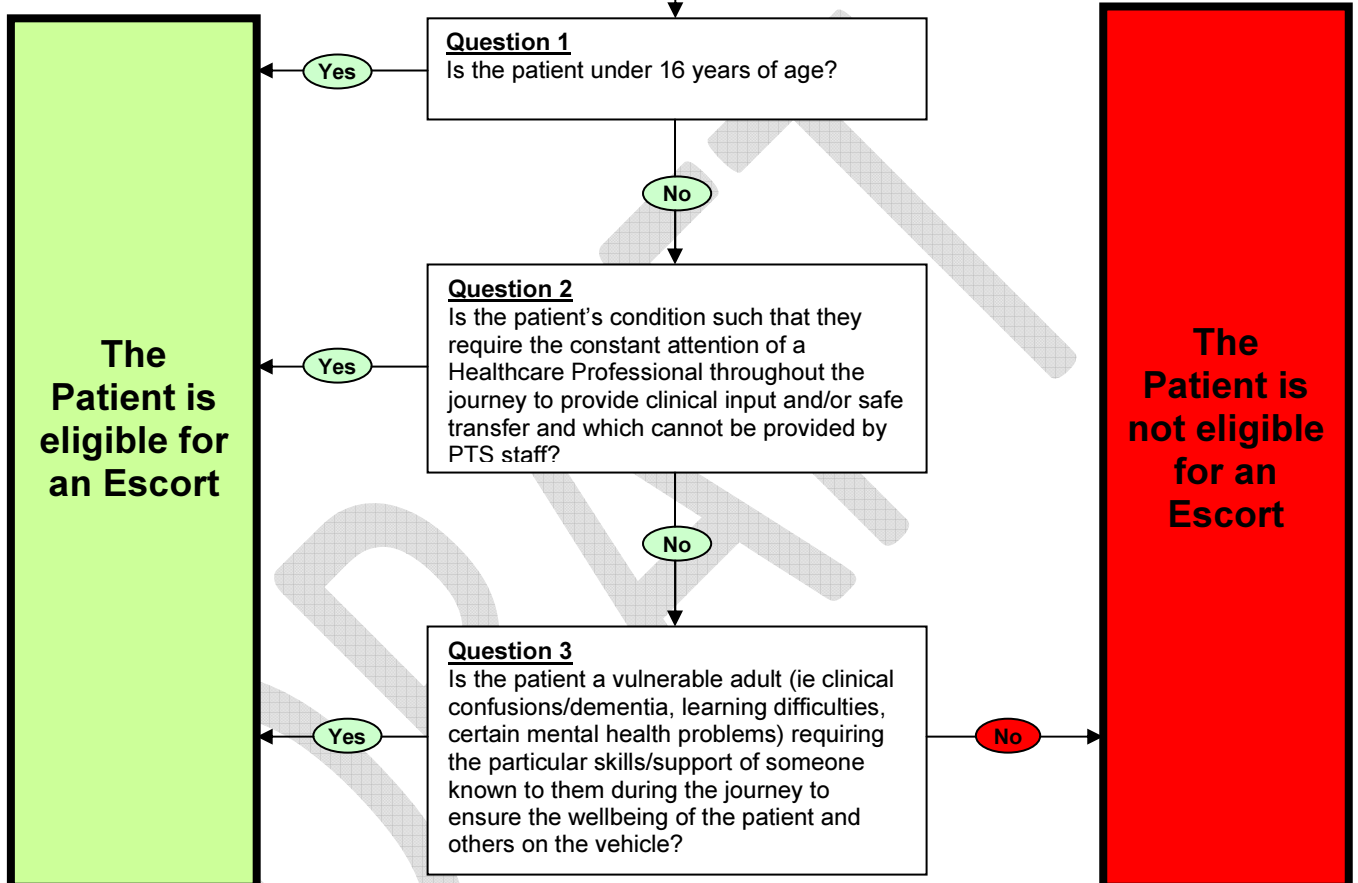 Question 1
Is the patient under 16 years of age?
Yes
No
Question 2
Is the patient’s condition such that they
require the constant attention of a
Healthcare Professional throughout the
journey to provide clinical input and/or safe
transfer and which cannot be provided by
PTS staff?
Yes
No
Question 3
Is the patient a vulnerable adult (ie clinical
confusions/dementia, learning difficulties,
certain mental health problems) requiring
the particular skills/support of someone
known to them during the journey to
ensure the wellbeing of the patient and
others on the vehicle?
Yes
No
The
Patient is
eligible for
an Escort
The
Patient is
not eligible
for an
Escort
DRAFT